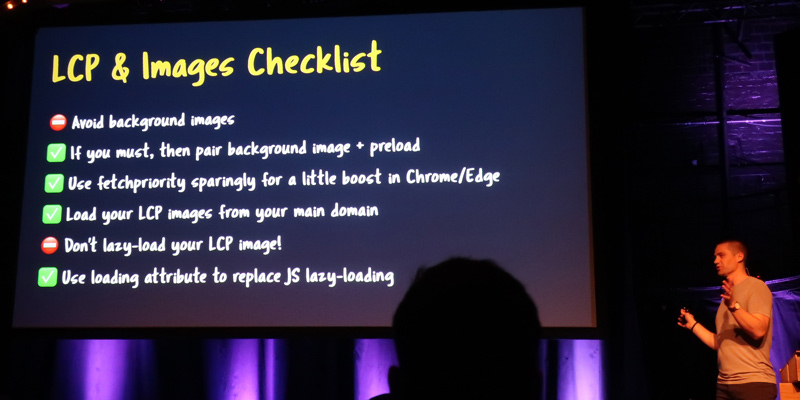 LCP & Images Checklist
⛔ Avoid background images
✅ If you must, then pair background image + preload
✅ Use fetchpriority sparingly for a little boost in Chrome/Edge
✅ Load your LCP images from your main domain
⛔ Don't lazy-load your LCP image!
✅ Use loading attribute to replace JS lazy-loading